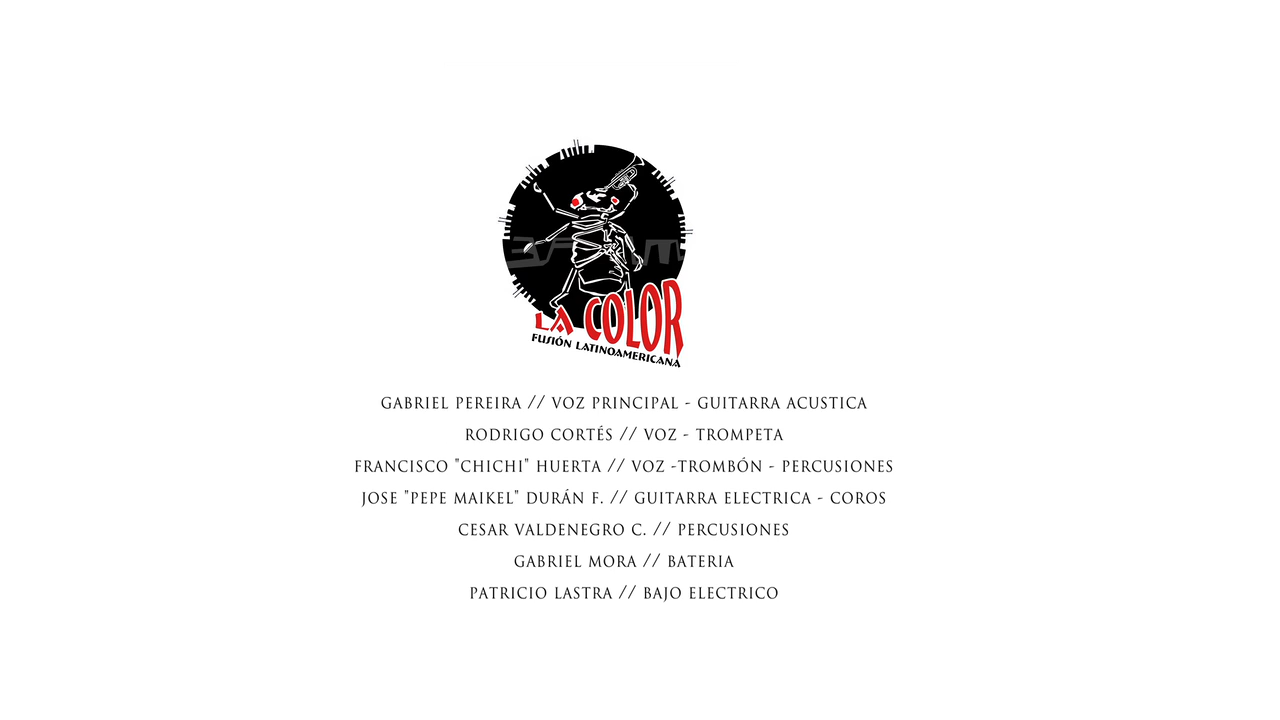 LA COLOR
FUSIÓN LATINOAMERICANA
GABRIEL PEREIRA // VOZ PRINCIPAL - GUITARRA ACUSTICA
RODRIGO CORTÉS // VOZ - TROMPETA
FRANCISCO "CHICHI" HUERTA // VOZ -TROMBÓN - PERCUSIONES
JOSE "PEPE MAIKEL" DURÁN F. // GUITARRA ELECTRICA - COROS
CESAR VALDENEGRO C. // PERCUSIONES
GABRIEL MORA // BATERIA
PATRICIO LASTRA // BAJO ELECTRICO